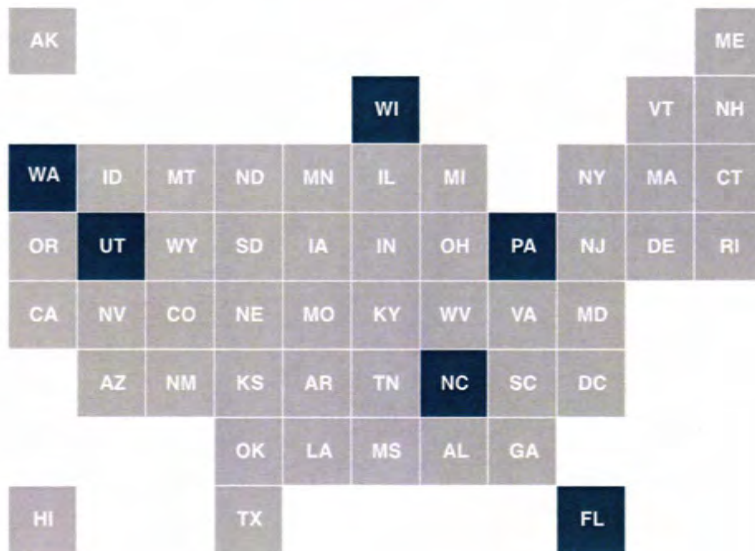 AK ME
WI VT NH
WA ID MT ND MN IL MI NY MA CT
OR UT WY SD IA IN OH PA NJ DE RI
CA NV CO NE MO KY WV VA MD
AZ NM KS AR TN NC SC DC
OK LA MS AL GA
HI TX FL